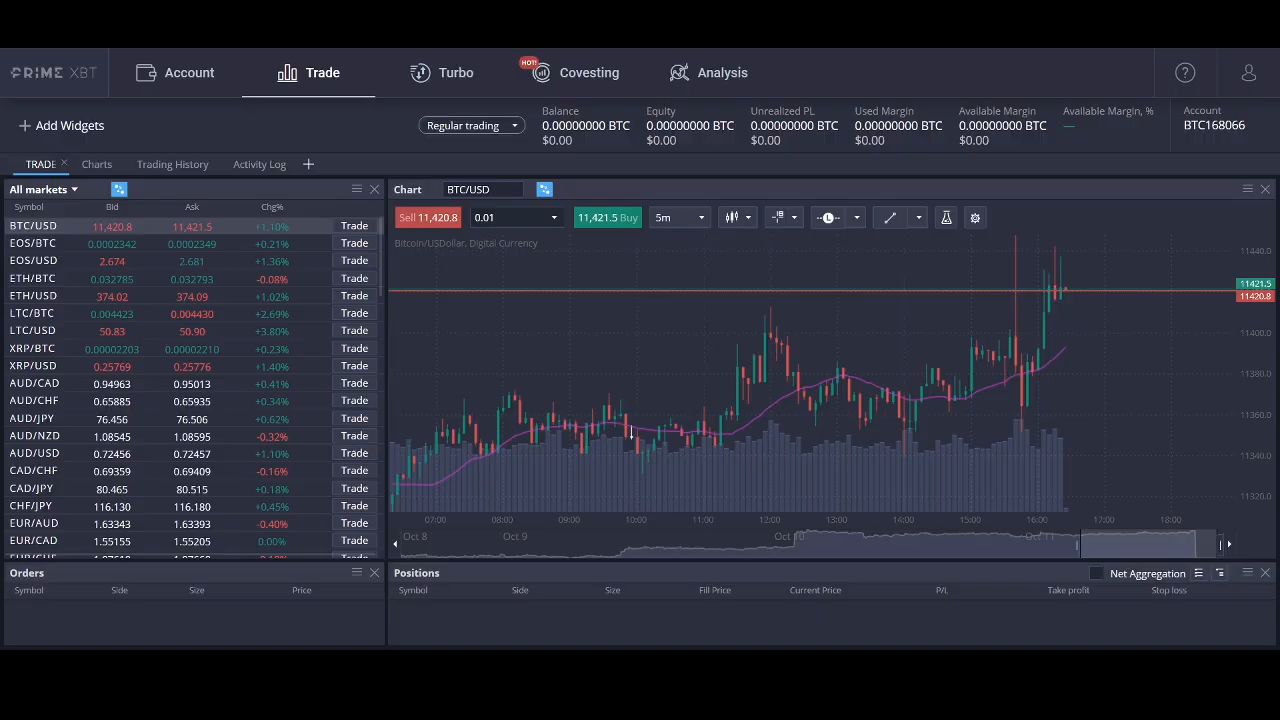 PRIME XBT
Account
Trade
Turbo
HOT!
Covesting
Analysis
?
Add Widgets
Regular trading
Balance
0.00000000 BTC
$0.00
Equity
0.00000000 BTC
$0.00
Unrealized PL
0.00000000 BTC
$0.00
Used Margin
0.00000000 BTC
$0.00
Available Margin
0.00000000 BTC
$0.00
Available Margin, %
—
Account
BTC168066
TRADE
Charts
Trading History
Activity Log
All markets
Symbol Bid Ask Chg%
BTC/USD 11,420.8 11,421.5 +1.10% Trade
EOS/BTC 0.0002342 0.0002349 +0.21% Trade
EOS/USD 2.674 2.681 +1.36% Trade
ETH/BTC 0.032785 0.032793 -0.08% Trade
ETH/USD 374.02 374.09 +1.02% Trade
LTC/BTC 0.004423 0.004430 +2.69% Trade
LTC/USD 50.83 50.90 +3.80% Trade
XRP/BTC 0.00002203 0.00002210 +0.23% Trade
XRP/USD 0.25769 0.25776 +1.40% Trade
AUD/CAD 0.94963 0.95013 +0.41% Trade
AUD/CHF 0.65885 0.65935 +0.34% Trade
AUD/JPY 76.456 76.506 +0.62% Trade
AUD/NZD 1.08545 1.08595 -0.32% Trade
AUD/USD 0.72456 0.72457 +1.10% Trade
CAD/CHF 0.69359 0.69409 -0.16% Trade
CAD/JPY 80.465 80.515 +0.18% Trade
CHF/JPY 116.130 116.180 +0.45% Trade
EUR/AUD 1.63343 1.63393 -0.40% Trade
EUR/CAD 1.55155 1.55205 0.00% Trade
Chart BTC/USD
Sell 11,420.8 0.01 11,421.5 Buy 5m
Bitcoin/USDollar, Digital Currency
11440.0
11421.5
11420.8
11400.0
11380.0
11360.0
11340.0
11320.0
07:00 08:00 09:00 10:00 11:00 12:00 13:00 14:00 15:00 16:00 17:00 18:00
Oct 8 Oct 9
Orders
Symbol Side Size Price
Positions
Net Aggregation
Symbol Side Size Fill Price Current Price P/L Take profit Stop loss